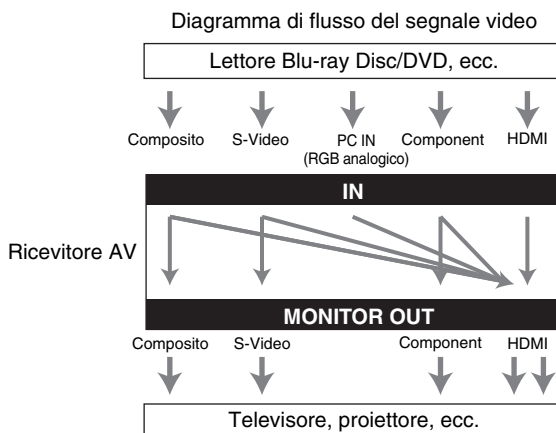 Diagramma di flusso del segnale video
Lettore Blu-ray Disc/DVD, ecc.
Composito S-Video PC IN Component HDMI
(RGB analogico)
IN
Ricevitore AV
MONITOR OUT
Composito S-Video Component HDMI
Televisore, proiettore, ecc.